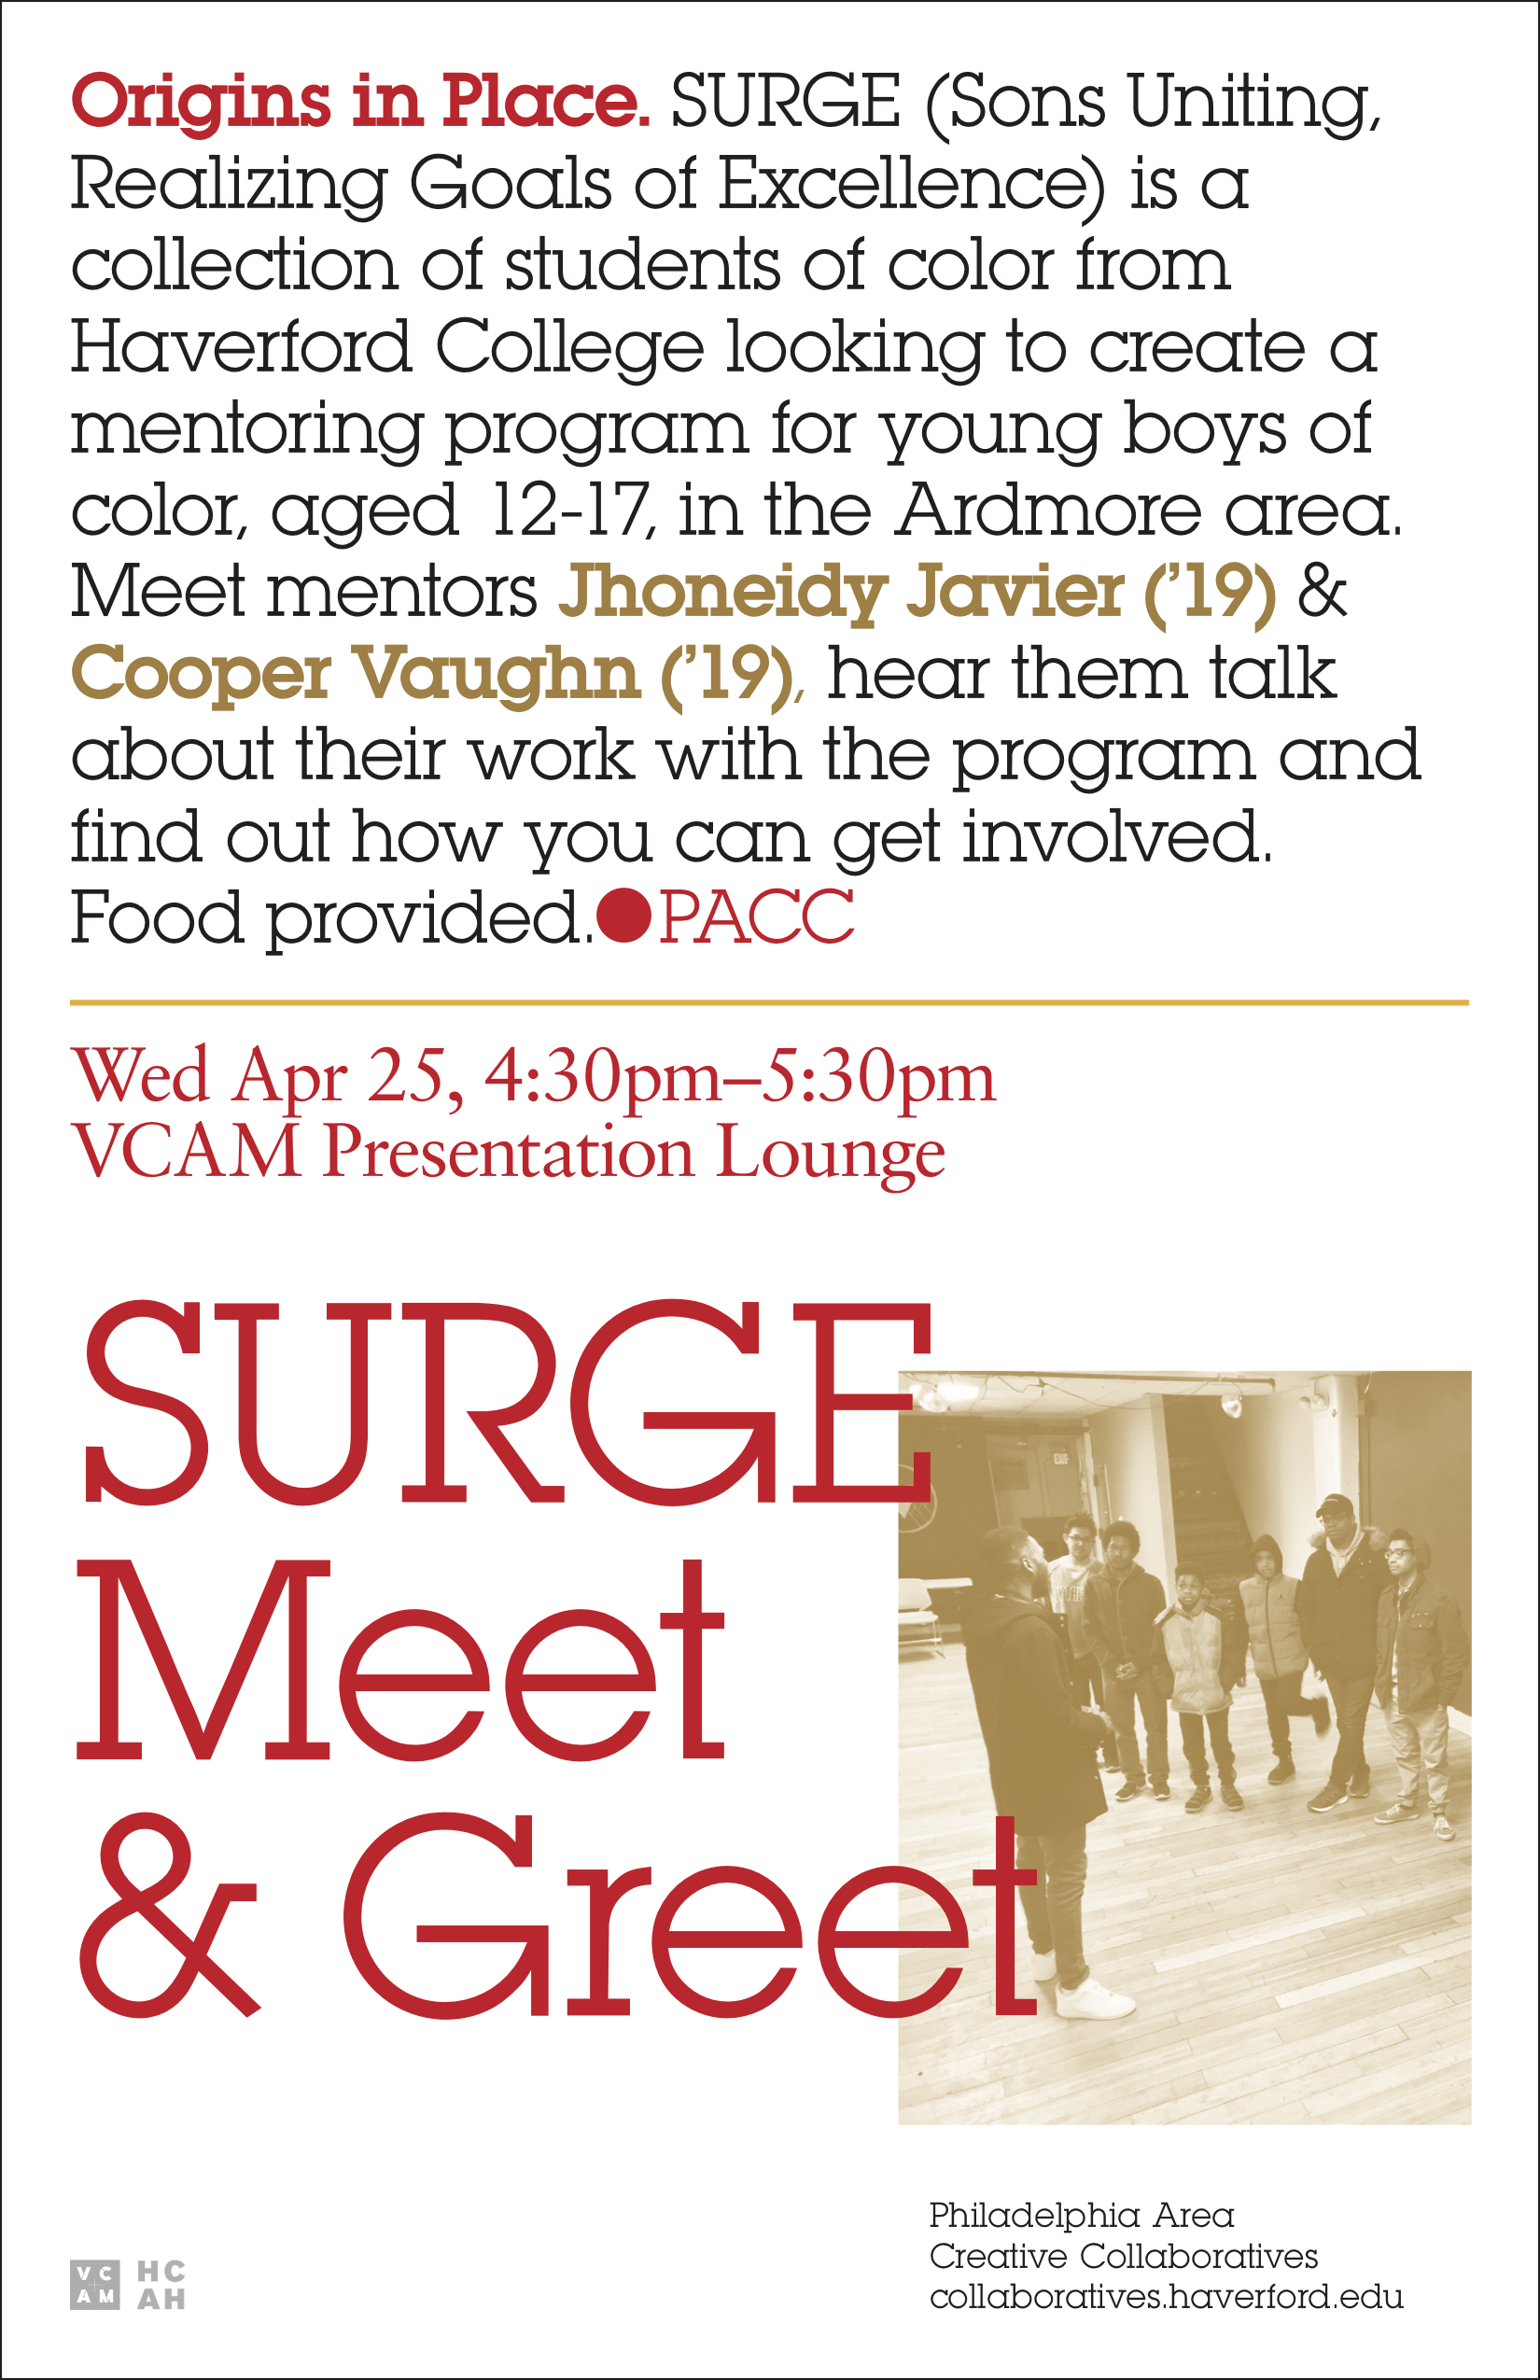 Origins in Place. SURGE (Sons Uniting,
Realizing Goals of Excellence) is a
collection of students of color from
Haverford College looking to create a
mentoring program for young boys of
color, aged 12-17, in the Ardmore area.
Meet mentors Jhoneidy Javier (’19) &
Cooper Vaughn (’19), hear them talk
about their work with the program and
find out how you can get involved.
Food provided.●PACC
Wed Apr 25, 4:30pm–5:30pm
VCAM Presentation Lounge
SURGE
Meet
& Greet
Philadelphia Area
Creative Collaboratives
collaboratives.haverford.edu
VC
AM
HC
AH